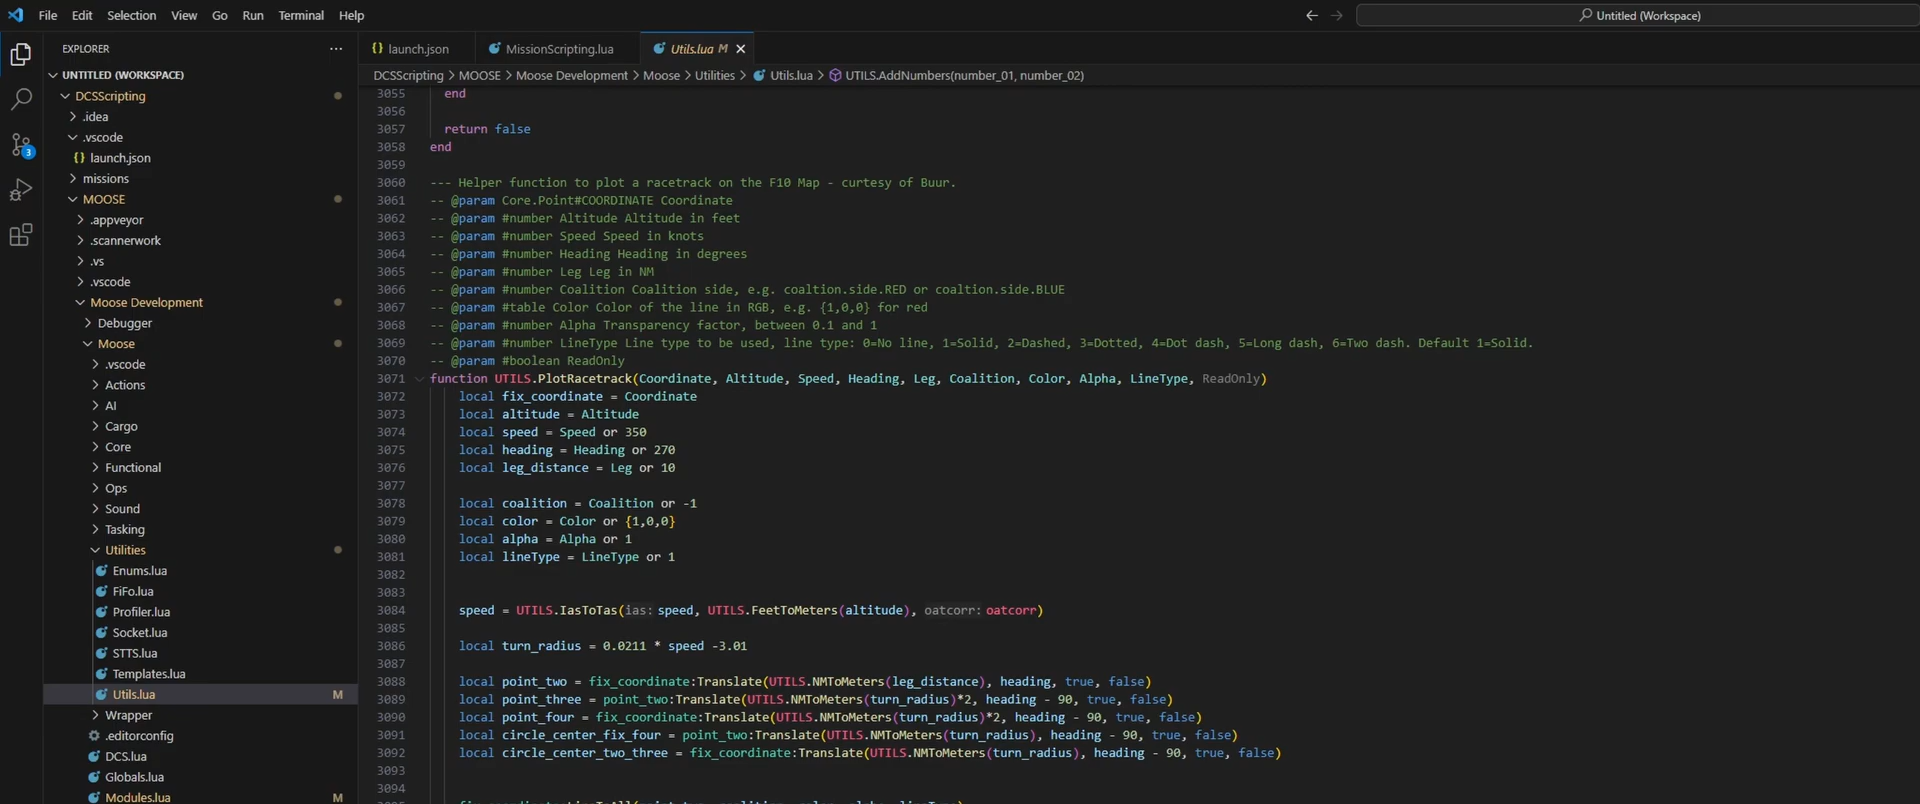 File Edit Selection View Go Run Terminal Help
Untitled (Workspace)
EXPLORER
UNTITLED (WORKSPACE)
DCSScripting
.idea
.vscode
{} launch.json
missions
MOOSE
.appveyor
.scannerwork
.vs
.vscode
Moose Development
Debugger
Moose
.vscode
Actions
AI
Cargo
Core
Functional
Ops
Sound
Tasking
Utilities
Enums.lua
FiFo.lua
Profiler.lua
Socket.lua
STTS.lua
Templates.lua
Utils.lua M
Wrapper
.editorconfig
DCS.lua
Globals.lua
Modules.lua M
3
{} launch.json
MissionScripting.lua
Utils.lua M
DCSScripting > MOOSE > Moose Development > Moose > Utilities > Utils.lua > UTILS.AddNumbers(number_01, number_02)
3055 end
3056
3057 return false
3058 end
3059
3060 --- Helper function to plot a racetrack on the F10 Map - curtesy of Buur.
3061 -- @param Core.Point#COORDINATE Coordinate
3062 -- @param #number Altitude Altitude in feet
3063 -- @param #number Speed Speed in knots
3064 -- @param #number Heading Heading in degrees
3065 -- @param #number Leg Leg in NM
3066 -- @param #number Coalition Coalition side, e.g. coaltion.side.RED or coaltion.side.BLUE
3067 -- @param #table Color Color of the line in RGB, e.g. {1,0,0} for red
3068 -- @param #number Alpha Transparency factor, between 0.1 and 1
3069 -- @param #number LineType Line type to be used, line type: 0=No line, 1=Solid, 2=Dashed, 3=Dotted, 4=Dot dash, 5=Long dash, 6=Two dash. Default 1=Solid.
3070 -- @param #boolean ReadOnly
3071 function UTILS.PlotRacetrack(Coordinate, Altitude, Speed, Heading, Leg, Coalition, Color, Alpha, LineType, ReadOnly)
3072 local fix_coordinate = Coordinate
3073 local altitude = Altitude
3074 local speed = Speed or 350
3075 local heading = Heading or 270
3076 local leg_distance = Leg or 10
3077
3078 local coalition = Coalition or -1
3079 local color = Color or {1,0,0}
3080 local alpha = Alpha or 1
3081 local lineType = LineType or 1
3082
3083
3084 speed = UTILS.IasToTas(ias: speed, UTILS.FeetToMeters(altitude), oatcorr: oatcorr)
3085
3086 local turn_radius = 0.0211 * speed -3.01
3087
3088 local point_two = fix_coordinate:Translate(UTILS.NMToMeters(leg_distance), heading, true, false)
3089 local point_three = point_two:Translate(UTILS.NMToMeters(turn_radius)*2, heading - 90, true, false)
3090 local point_four = fix_coordinate:Translate(UTILS.NMToMeters(turn_radius)*2, heading - 90, true, false)
3091 local circle_center_fix_four = point_two:Translate(UTILS.NMToMeters(turn_radius), heading - 90, true, false)
3092 local circle_center_two_three = fix_coordinate:Translate(UTILS.NMToMeters(turn_radius), heading - 90, true, false)
3093
3094